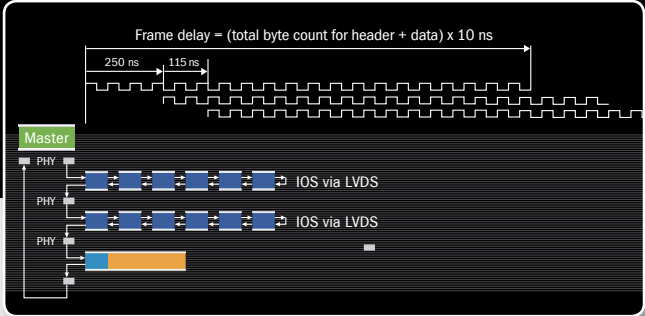 Frame delay = (total byte count for header + data) x 10 ns
250 ns
115 ns
Master
PHY
IOS via LVDS
PHY
IOS via LVDS
PHY